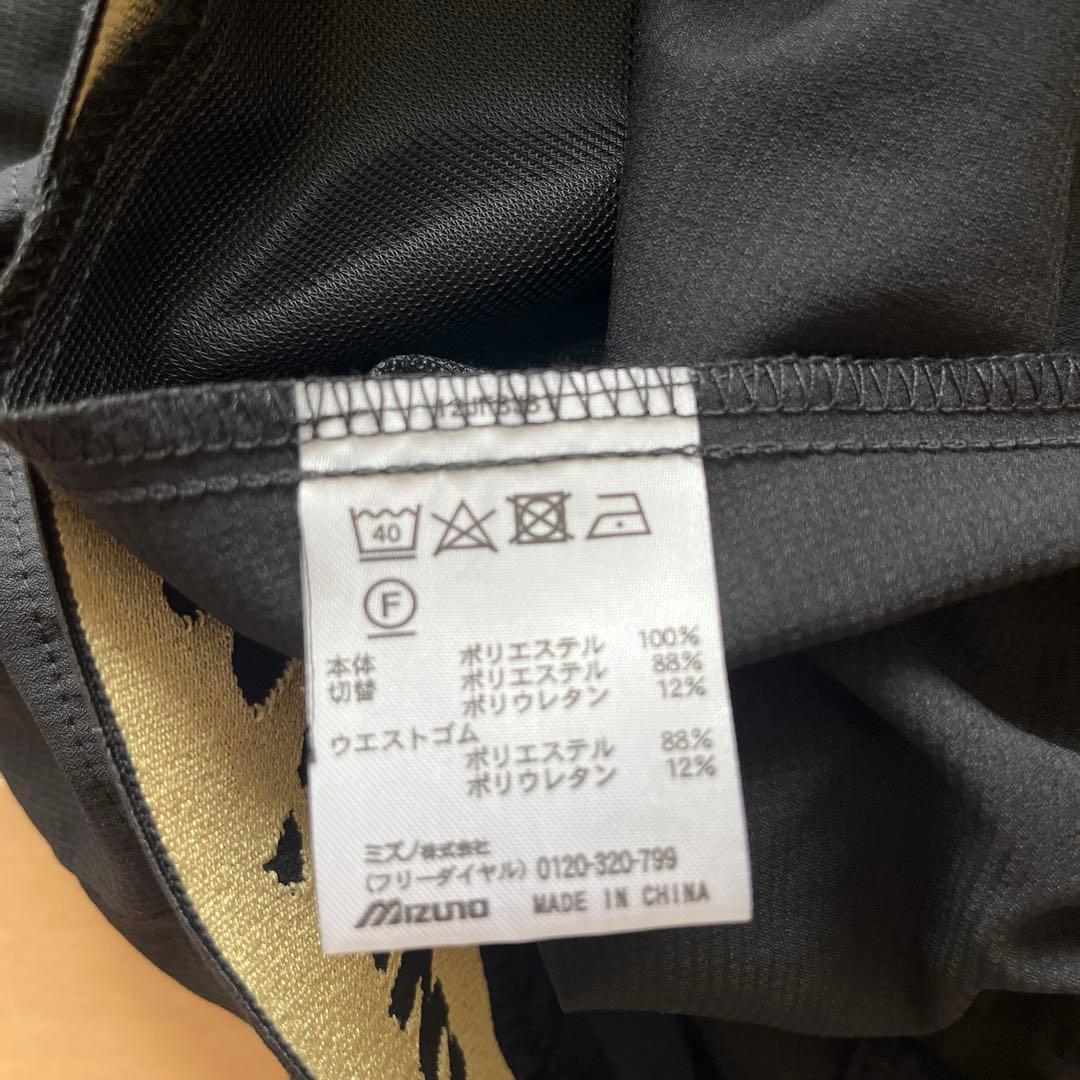 40
F
本体 ポリエステル 100%
切替 ポリエステル 88%
ポリウレタン 12%
ウエストゴム
ポリエステル 88%
ポリウレタン 12%
ミズノ株式会社
(フリーダイヤル) 0120-320-799
MIZUNO MADE IN CHINA